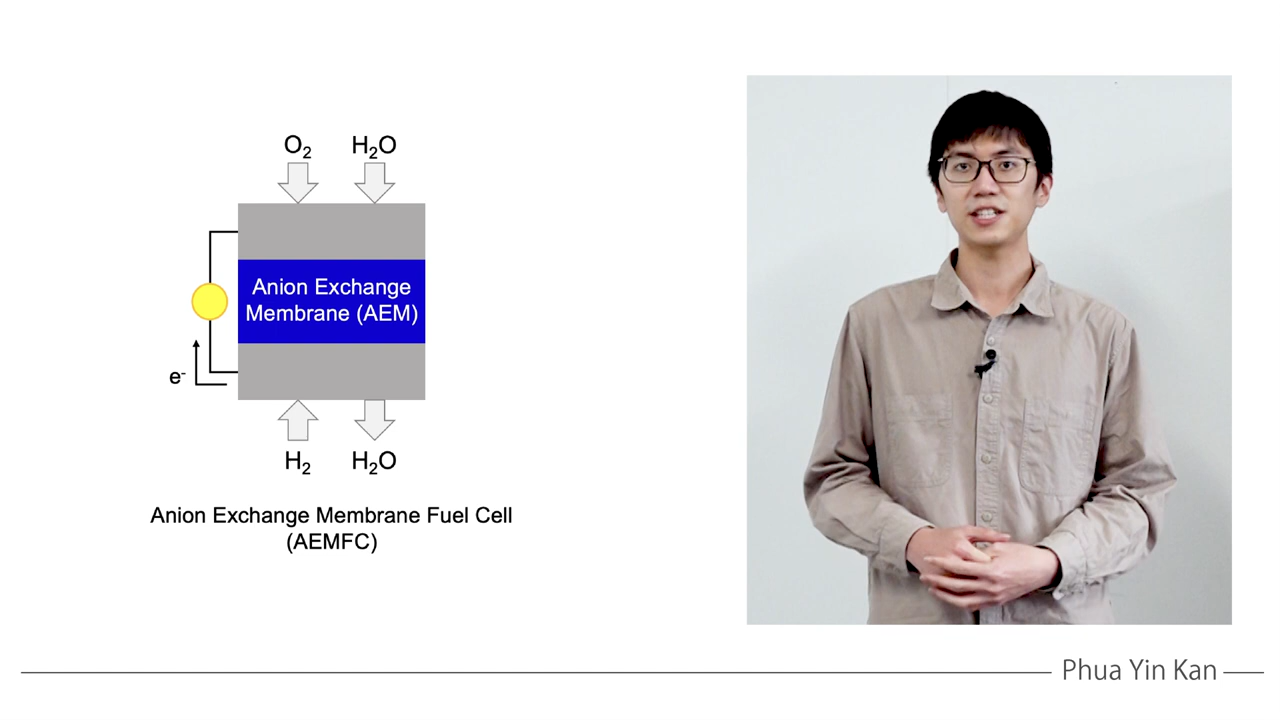 O₂ H₂O
Anion Exchange
Membrane (AEM)
e⁻
H₂ H₂O
Anion Exchange Membrane Fuel Cell
(AEMFC)
Phua Yin Kan